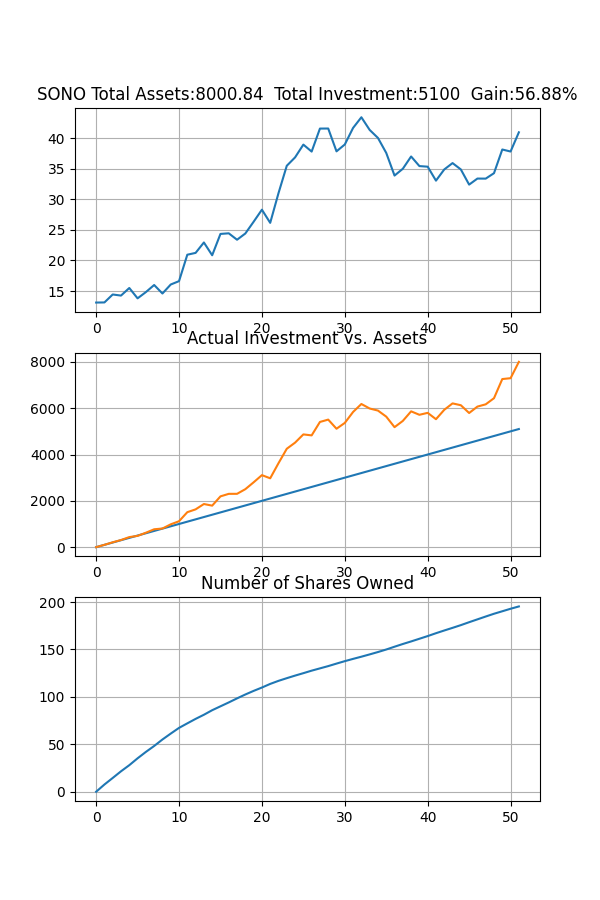 SONO Total Assets:8000.84  Total Investment:5100  Gain:56.88%
40
35
30
25
20
15
0 10 20 30 40 50
Actual Investment vs. Assets
8000
6000
4000
2000
0
0 10 20 30 40 50
Number of Shares Owned
200
150
100
50
0
0 10 20 30 40 50